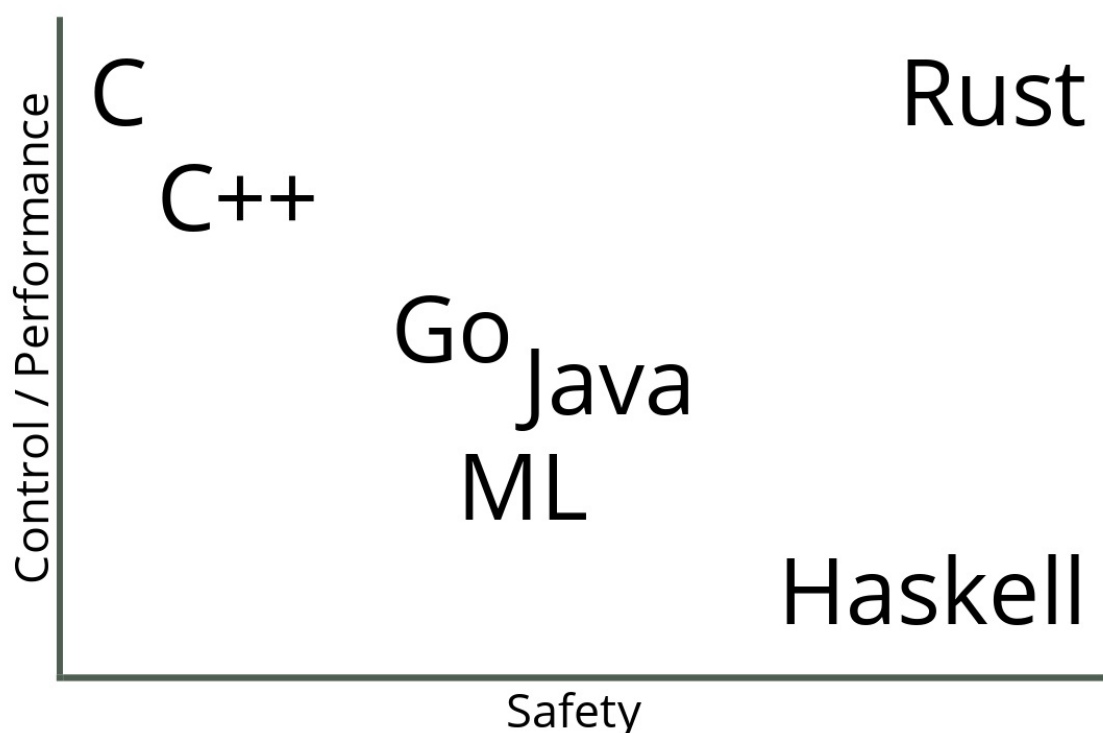 Control / Performance
C
Rust
C++
Go
Java
ML
Haskell
Safety